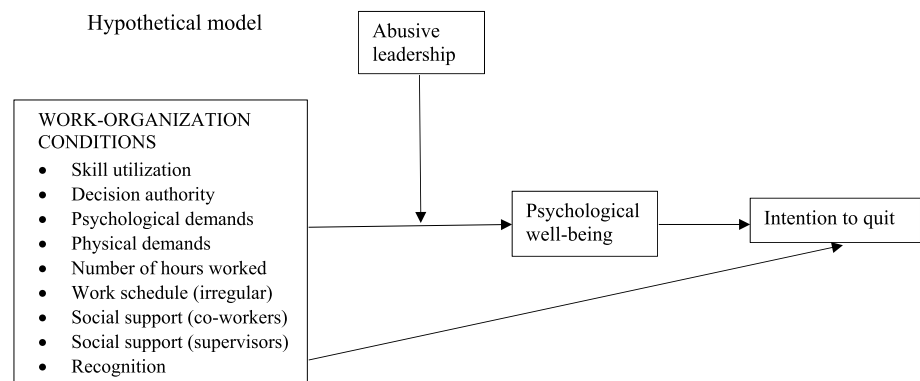 Hypothetical model
Abusive
leadership
WORK-ORGANIZATION
CONDITIONS
• Skill utilization
• Decision authority
• Psychological demands
• Physical demands
• Number of hours worked
• Work schedule (irregular)
• Social support (co-workers)
• Social support (supervisors)
• Recognition
Psychological
well-being
Intention to quit